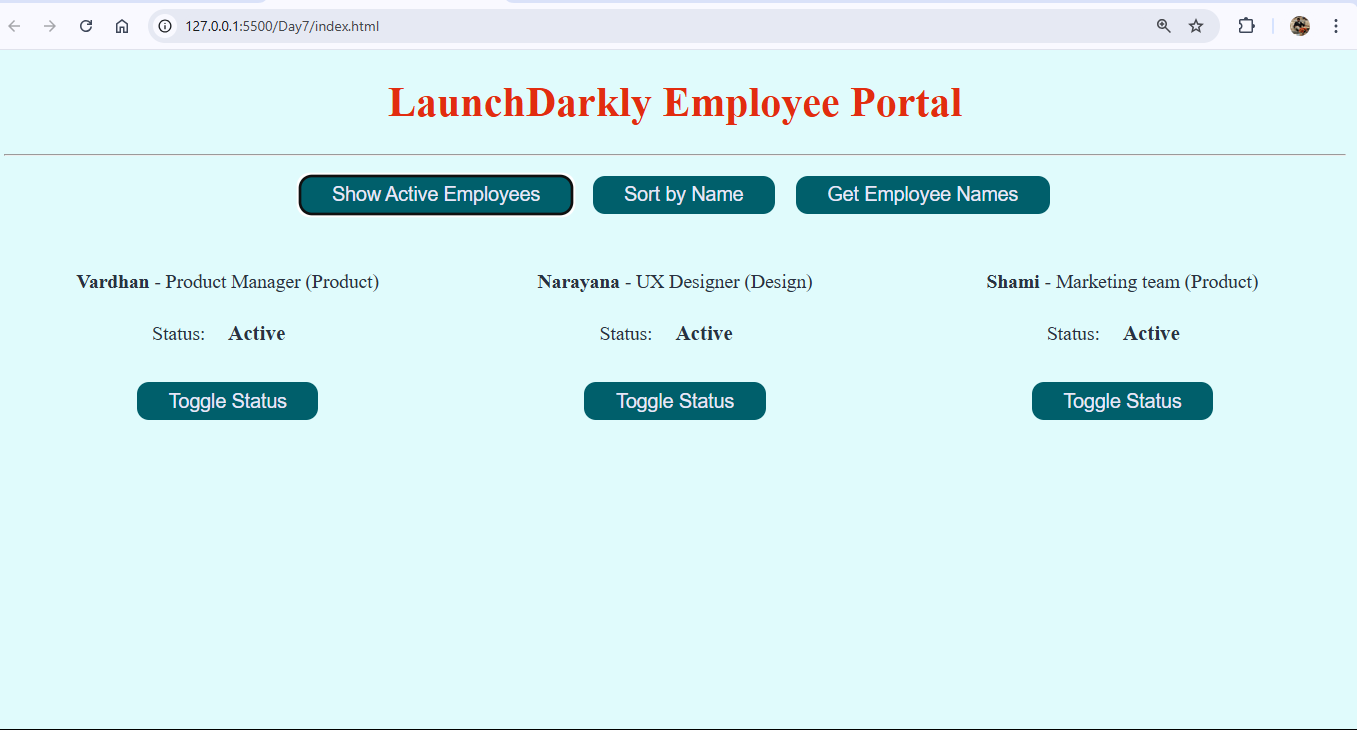 127.0.0.1:5500/Day7/index.html
LaunchDarkly Employee Portal
Show Active Employees Sort by Name Get Employee Names
Vardhan - Product Manager (Product) Narayana - UX Designer (Design) Shami - Marketing team (Product)
Status: Active Status: Active Status: Active
Toggle Status Toggle Status Toggle Status